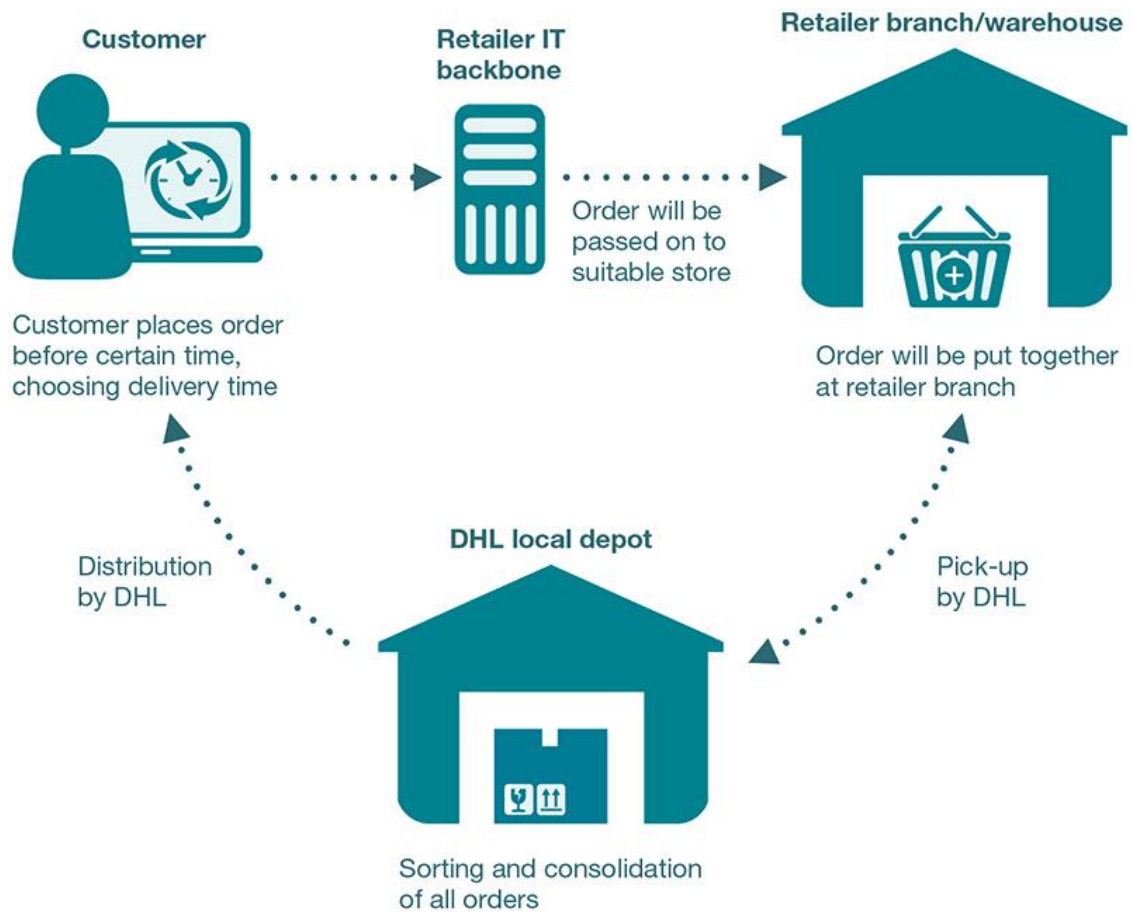 Customer
Retailer IT
backbone
Retailer branch/warehouse
Order will be
passed on to
suitable store
Customer places order
before certain time,
choosing delivery time
Order will be put together
at retailer branch
DHL local depot
Distribution
by DHL
Pick-up
by DHL
Sorting and consolidation
of all orders